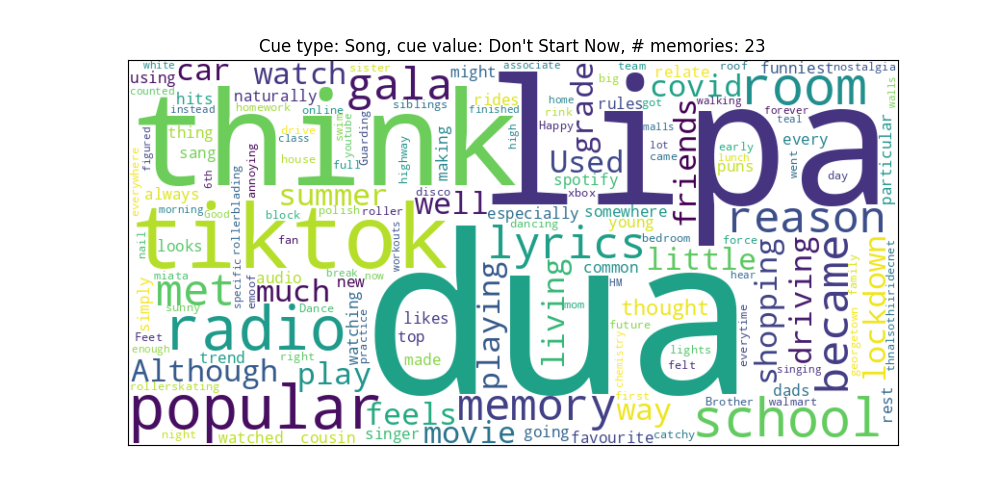 Cue type: Song, cue value: Don't Start Now, # memories: 23
white
sister
associate
team
roof
funniest
nostalgia
counted
using
car
watch
gala
might
grade
big
relate
covid
room
walls
hits
naturally
siblings
rides
home
rules
got
walking
instead
homework
online
finished
rink
friends
forever
teal
think
lipa
figured
thing
drive
class
swim
youtube
Guarding
highway
making
high
Happy
malls
lot
came
early
lunch
puns
every
particular
sang
house
full
Used
spotify
xbox
went
day
everywhere
always
6th
annoying
summer
disco
well
especially
somewhere
young
reason
morning
Good
rollerblading
block
polish
roller
dancing
nail
looks
tiktok
fan
workouts
lyrics
bedroom
force
little
hear
miata
specific
emoof
audio
break
now
common
shopping
driving
became
lockdown
family
met
much
new
dua
playing
living
HM
mom
thought
simply
sunny
Dance
watching
practice
likes
top
future
everytime
georgetown
thnalsothiridecnet
Feet
radio
made
chemistry
lights
felt
enough
trend
right
singing
Although
play
dads
rest
rollerskating
first
Brother
walmart
popular
feels
memory
way
school
night
watched
cousin
singer
movie
going
favourite
catchy